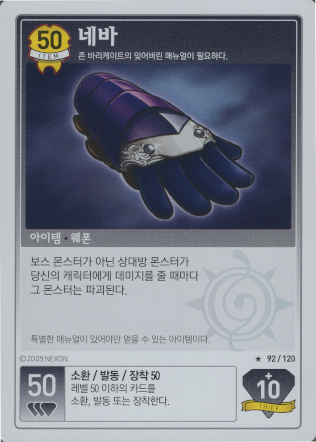 50
ITEM
네바
존 바리케이트의 잊어버린 매뉴얼이 필요하다.
아이템 · 웨폰
보스 몬스터가 아닌 상대방 몬스터가
당신의 캐릭터에게 데미지를 줄 때마다
그 몬스터는 파괴된다.
특별한 매뉴얼이 있어야만 얻을 수 있는 아이템이다.
©2009 NEXON
★ 92 / 120
50
소환 / 발동 / 장착 50
레벨 50 이하의 카드를
소환, 발동 또는 장착한다.
+
10
THIEF